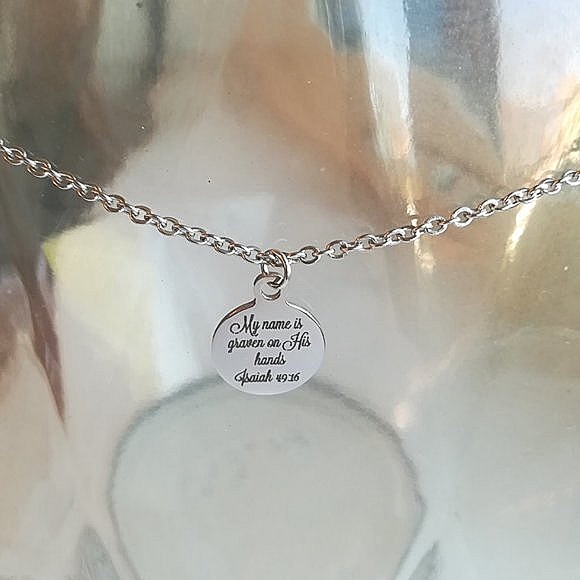 My name is
graven on His
hands
Isaiah 49:16